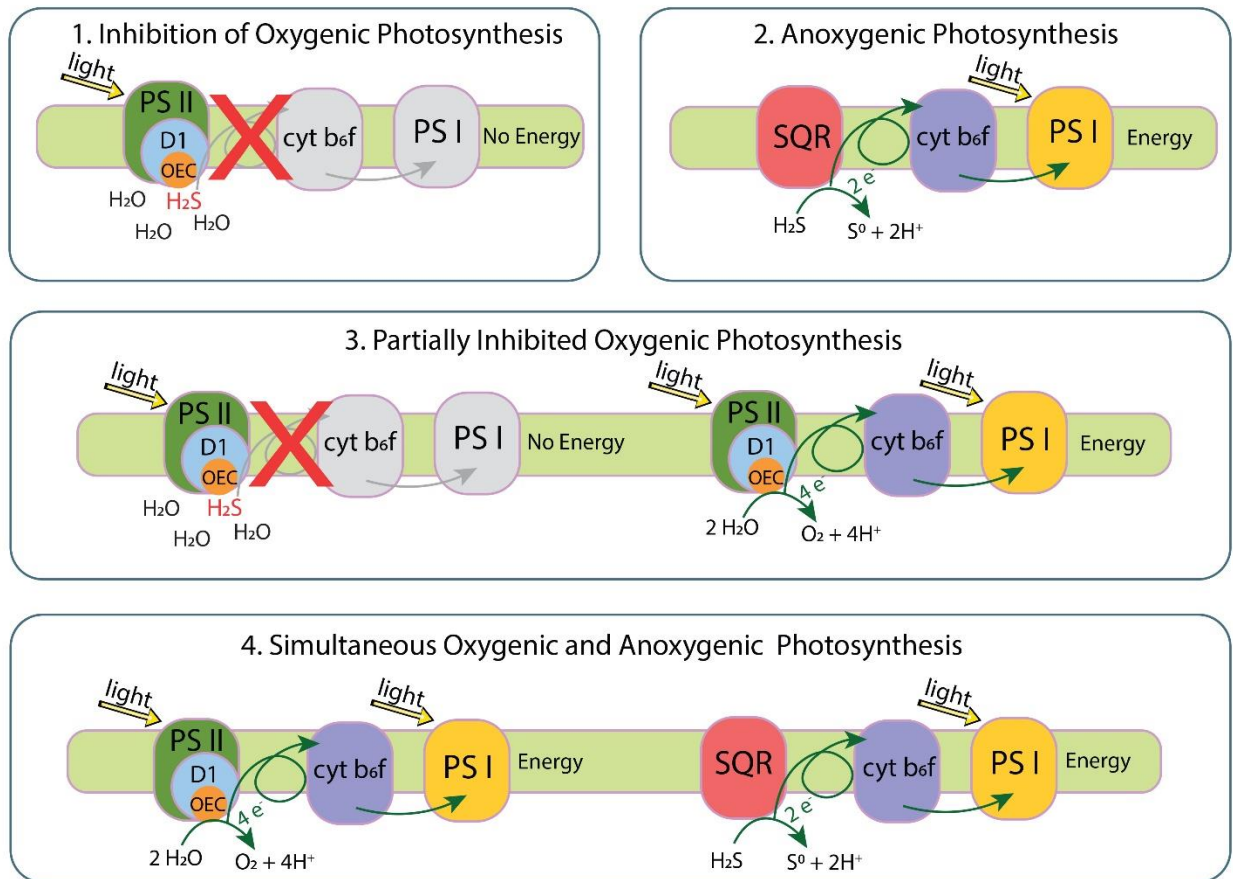 1. Inhibition of Oxygenic Photosynthesis
light
PS II
D1
OEC
cyt b₆f
PS I
No Energy
H₂O
H₂S
H₂O
H₂O
2. Anoxygenic Photosynthesis
light
SQR
cyt b₆f
PS I
Energy
2 e⁻
H₂S
S⁰ + 2H⁺
3. Partially Inhibited Oxygenic Photosynthesis
light
PS II
D1
OEC
cyt b₆f
PS I
No Energy
H₂O
H₂S
H₂O
H₂O
light
light
PS II
D1
OEC
cyt b₆f
PS I
Energy
4 e⁻
2 H₂O
O₂ + 4H⁺
4. Simultaneous Oxygenic and Anoxygenic Photosynthesis
light
light
PS II
D1
OEC
cyt b₆f
PS I
Energy
4 e⁻
2 H₂O
O₂ + 4H⁺
light
SQR
cyt b₆f
PS I
Energy
2 e⁻
H₂S
S⁰ + 2H⁺